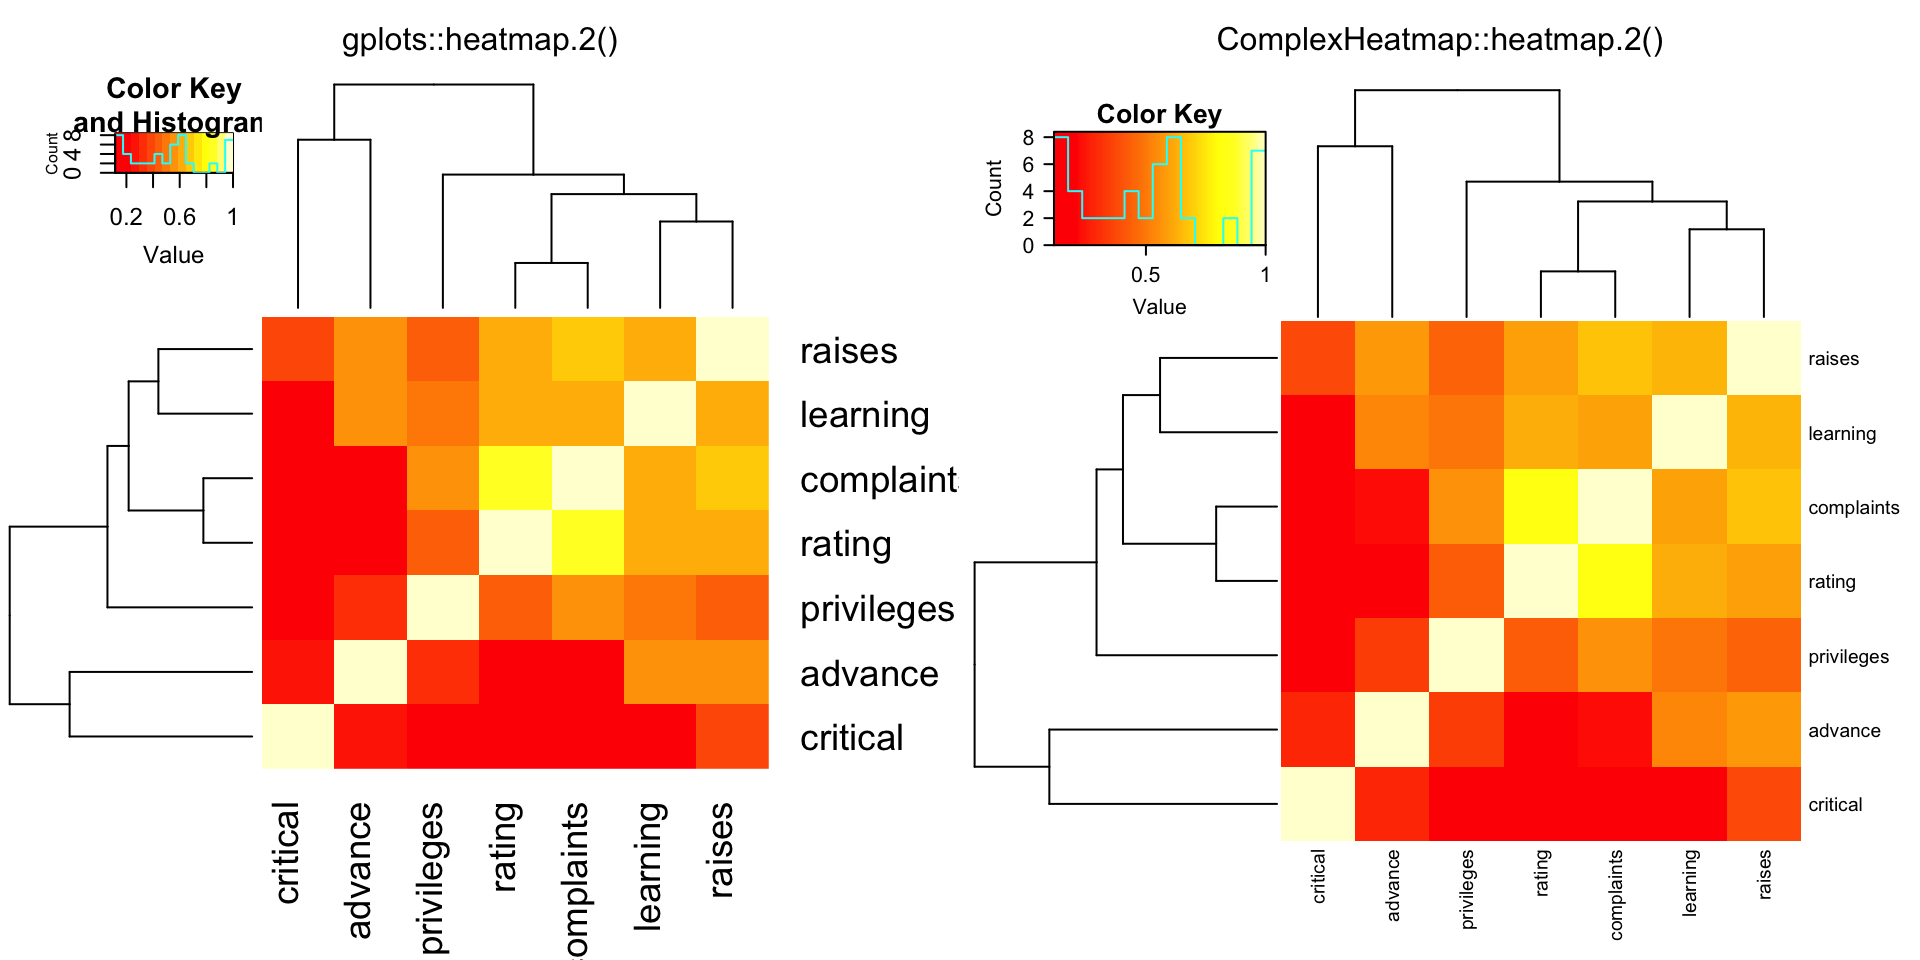 gplots::heatmap.2()
Color Key
and Histogran
Count
0 4 8
0.2 0.6 1
Value
raises
learning
complaint
rating
privileges
advance
critical
critical
advance
privileges
rating
omplaints
learning
raises
ComplexHeatmap::heatmap.2()
Color Key
Count
8
6
4
2
0
0.5 1
Value
raises
learning
complaints
rating
privileges
advance
critical
critical
advance
privileges
rating
complaints
learning
raises